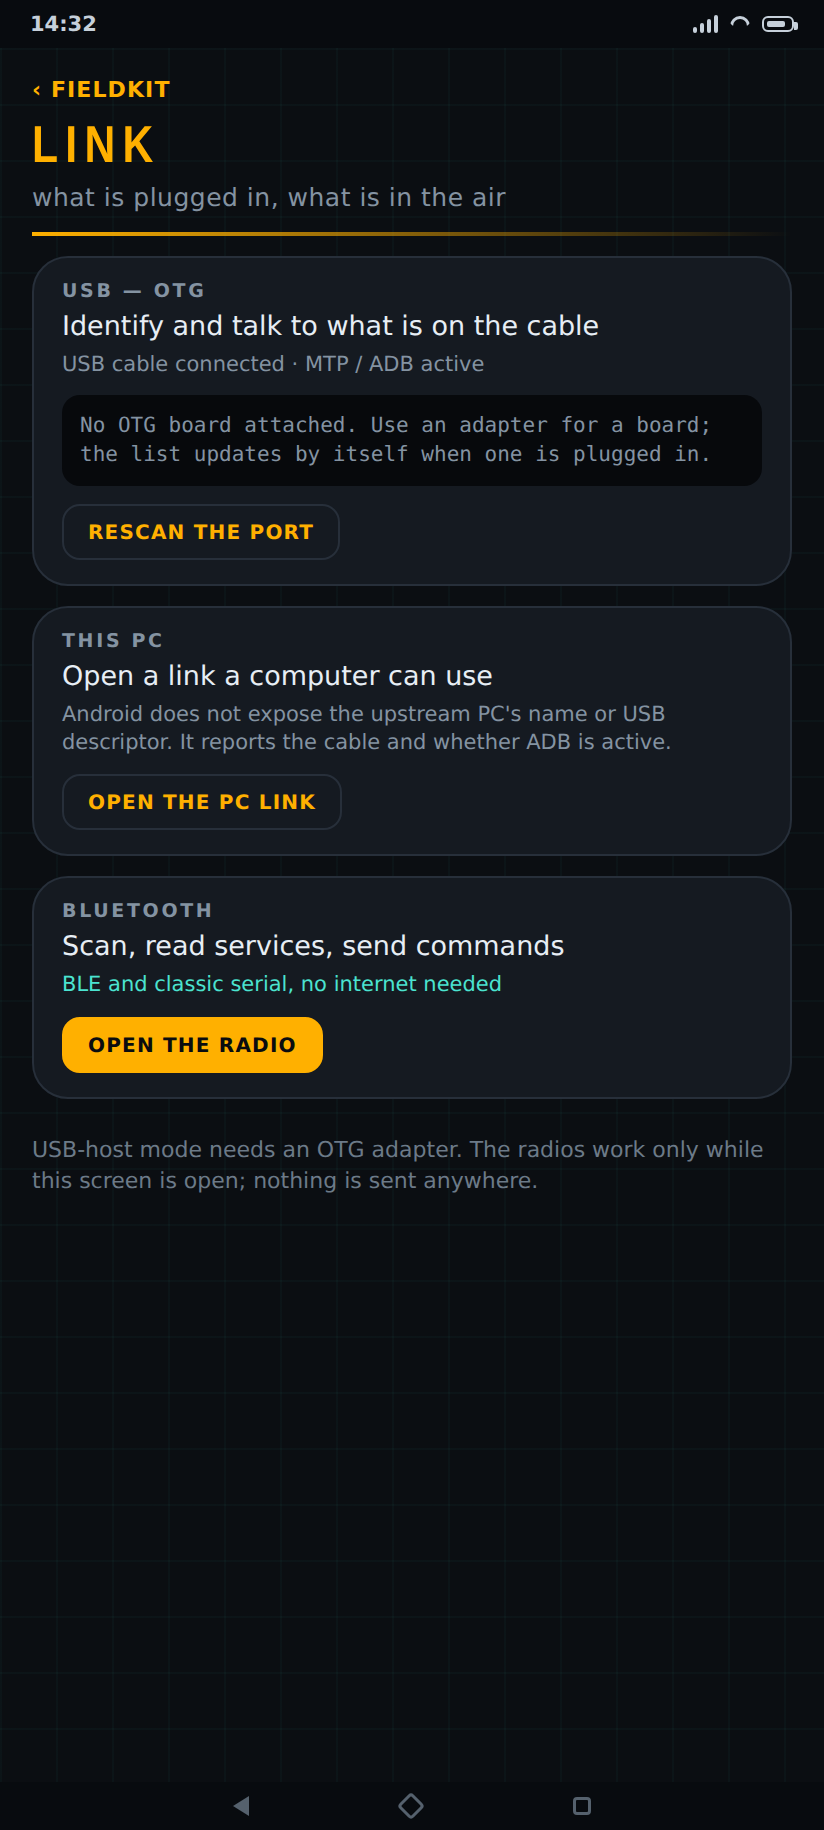 14:32
‹ FIELDKIT
LINK
what is plugged in, what is in the air
USB — OTG
Identify and talk to what is on the cable
USB cable connected · MTP / ADB active
No OTG board attached. Use an adapter for a board;
the list updates by itself when one is plugged in.
RESCAN THE PORT
THIS PC
Open a link a computer can use
Android does not expose the upstream PC's name or USB
descriptor. It reports the cable and whether ADB is active.
OPEN THE PC LINK
BLUETOOTH
Scan, read services, send commands
BLE and classic serial, no internet needed
OPEN THE RADIO
USB-host mode needs an OTG adapter. The radios work only while
this screen is open; nothing is sent anywhere.